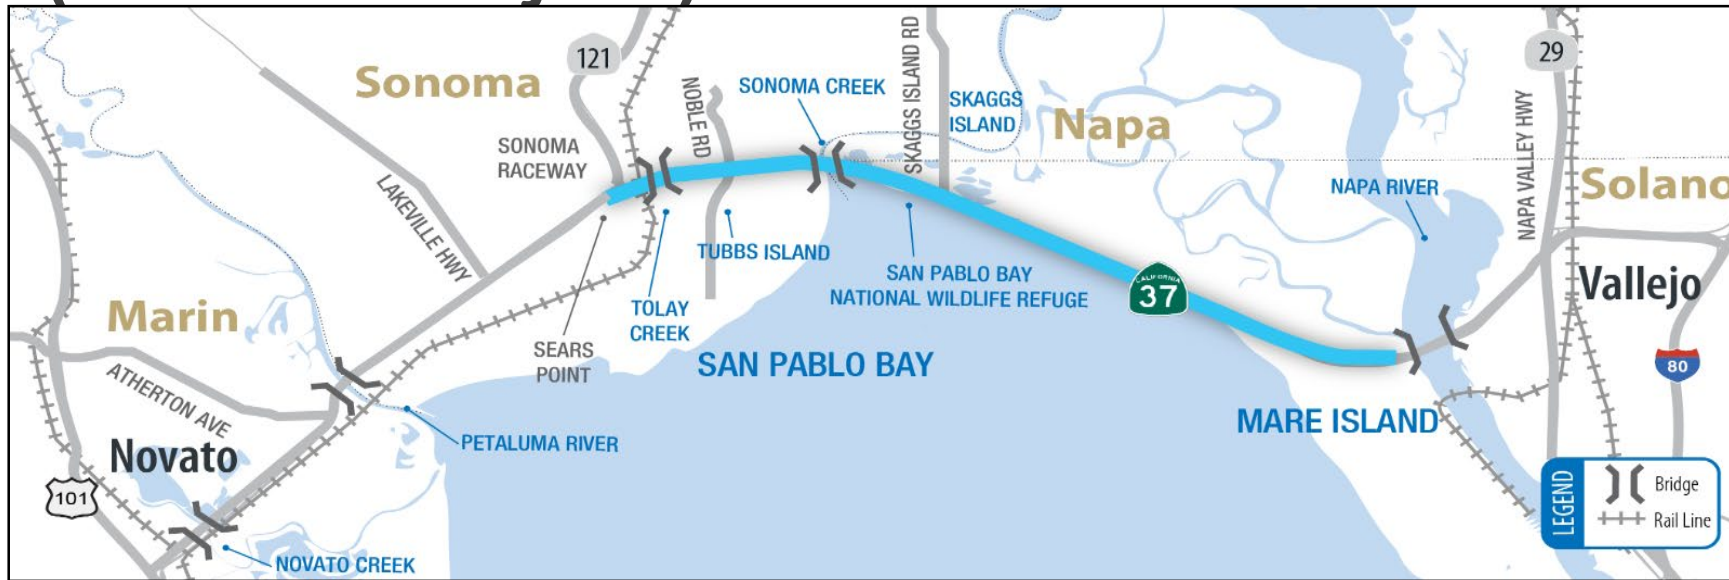 121
29
Sonoma
NOBLE RD
SONOMA CREEK
SKAGGS ISLAND RD
SKAGGS
ISLAND
Napa
NAPA VALLEY HWY
SONOMA
RACEWAY
LAKEVILLE HWY
NAPA RIVER
Solano
TUBBS ISLAND
SAN PABLO BAY
NATIONAL WILDLIFE REFUGE
CALIFORNIA
37
Vallejo
Marin
TOLAY
CREEK
SEARS
POINT
SAN PABLO BAY
80
ATHERTON AVE
MARE ISLAND
PETALUMA RIVER
Novato
101
LEGEND
Bridge
Rail Line
NOVATO CREEK